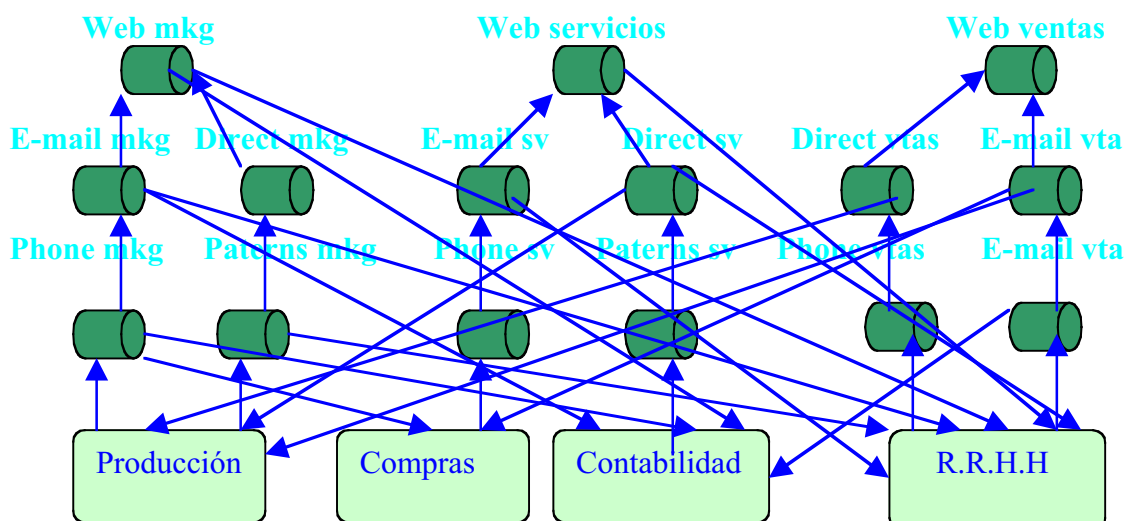 Web mkg Web servicios Web ventas
E-mail mkg Direct mkg E-mail sv Direct sv Direct vtas E-mail vta
Phone mkg Paterns mkg Phone sv Paterns sv Phone vtas E-mail vta
Producción Compras Contabilidad R.R.H.H